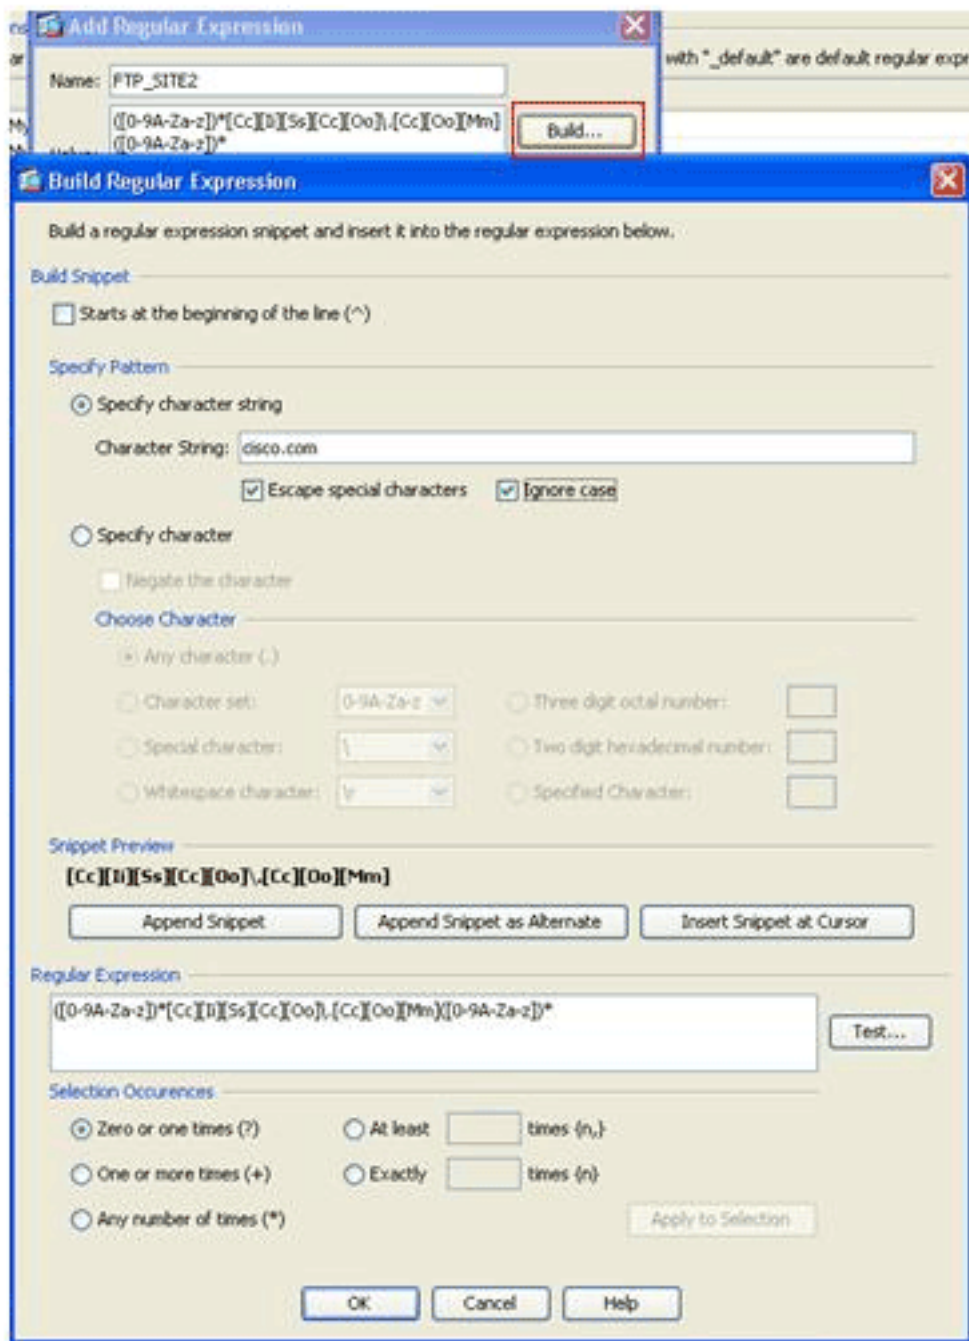 Add Regular Expression
with "_default" are default regular expr
Name: FTP_SITE2
([0-9A-Za-z])*[Cc][Ii][Ss][Cc][Oo]\.[Cc][Oo][Mm]
([0-9A-Za-z])*
Build...
Build Regular Expression
Build a regular expression snippet and insert it into the regular expression below.
Build Snippet
Starts at the beginning of the line (^)
Specify Pattern
Specify character string
Character String: cisco.com
Escape special characters Ignore case
Specify character
Negate the character
Choose Character
Any character (.)
Character set: 0-9A-Za-z Three digit octal number:
Special character: \ Two digit hexadecimal number:
Whitespace character: \r Specified Character:
Snippet Preview
[Cc][Ii][Ss][Cc][Oo]\.[Cc][Oo][Mm]
Append Snippet Append Snippet as Alternate Insert Snippet at Cursor
Regular Expression
([0-9A-Za-z])*[Cc][Ii][Ss][Cc][Oo]\.[Cc][Oo][Mm]([0-9A-Za-z])*
Test...
Selection Occurences
Zero or one times (?) At least times {n,}
One or more times (+) Exactly times {n}
Any number of times (*) Apply to Selection
OK Cancel Help